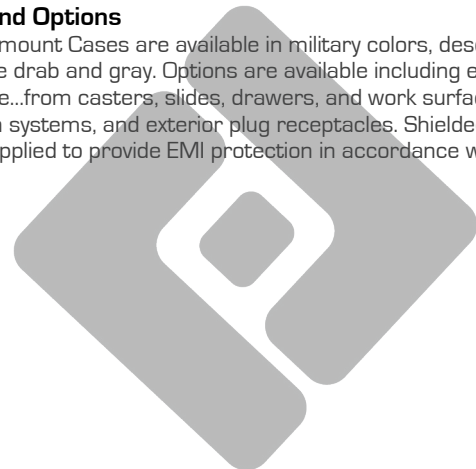 nd Options
mount Cases are available in military colors, des
e drab and gray. Options are available including e
e...from casters, slides, drawers, and work surfa
n systems, and exterior plug receptacles. Shielde
pplied to provide EMI protection in accordance w